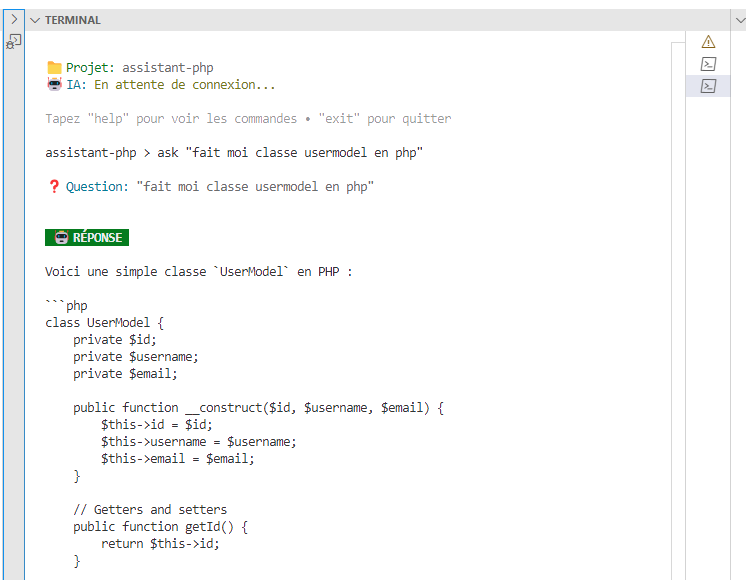 TERMINAL
Projet: assistant-php
IA: En attente de connexion...
Tapez "help" pour voir les commandes • "exit" pour quitter
assistant-php > ask "fait moi classe usermodel en php"
❓ Question: "fait moi classe usermodel en php"
RÉPONSE
Voici une simple classe `UserModel` en PHP :
```php
class UserModel {
    private $id;
    private $username;
    private $email;
    public function __construct($id, $username, $email) {
        $this->id = $id;
        $this->username = $username;
        $this->email = $email;
    }
    // Getters and setters
    public function getId() {
        return $this->id;
    }